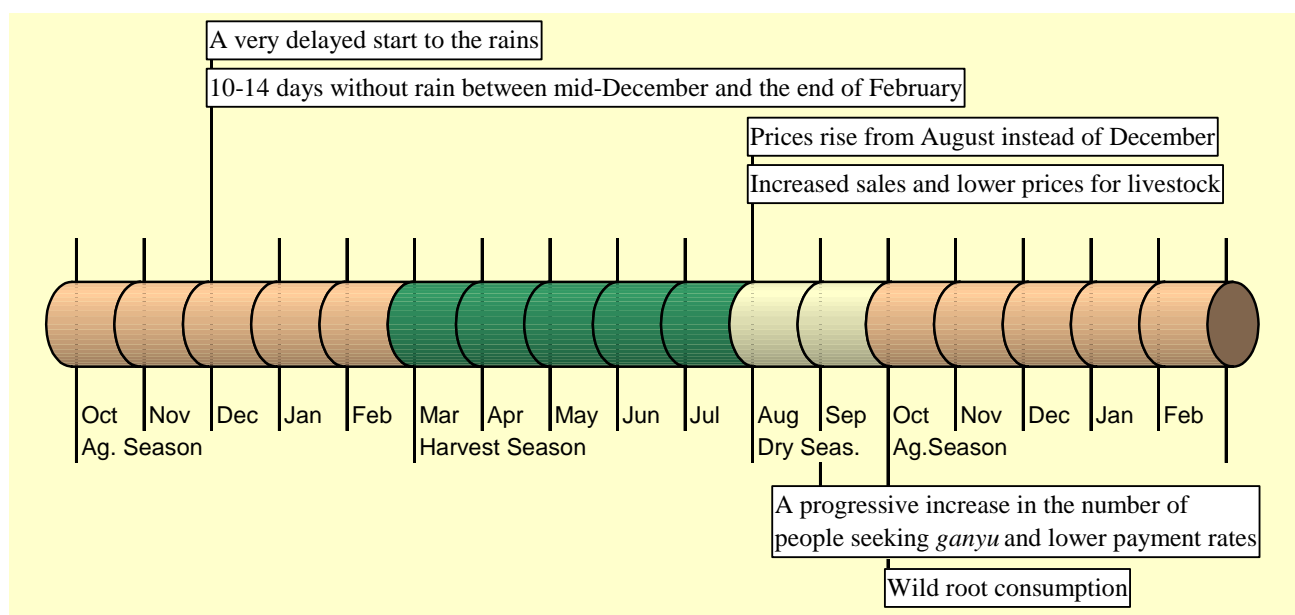 A very delayed start to the rains
10-14 days without rain between mid-December and the end of February
Prices rise from August instead of December
Increased sales and lower prices for livestock
Oct Nov Dec Jan Feb Mar Apr May Jun Jul Aug Sep Oct Nov Dec Jan Feb
Ag. Season Harvest Season Dry Seas. Ag.Season
A progressive increase in the number of
people seeking ganyu and lower payment rates
Wild root consumption